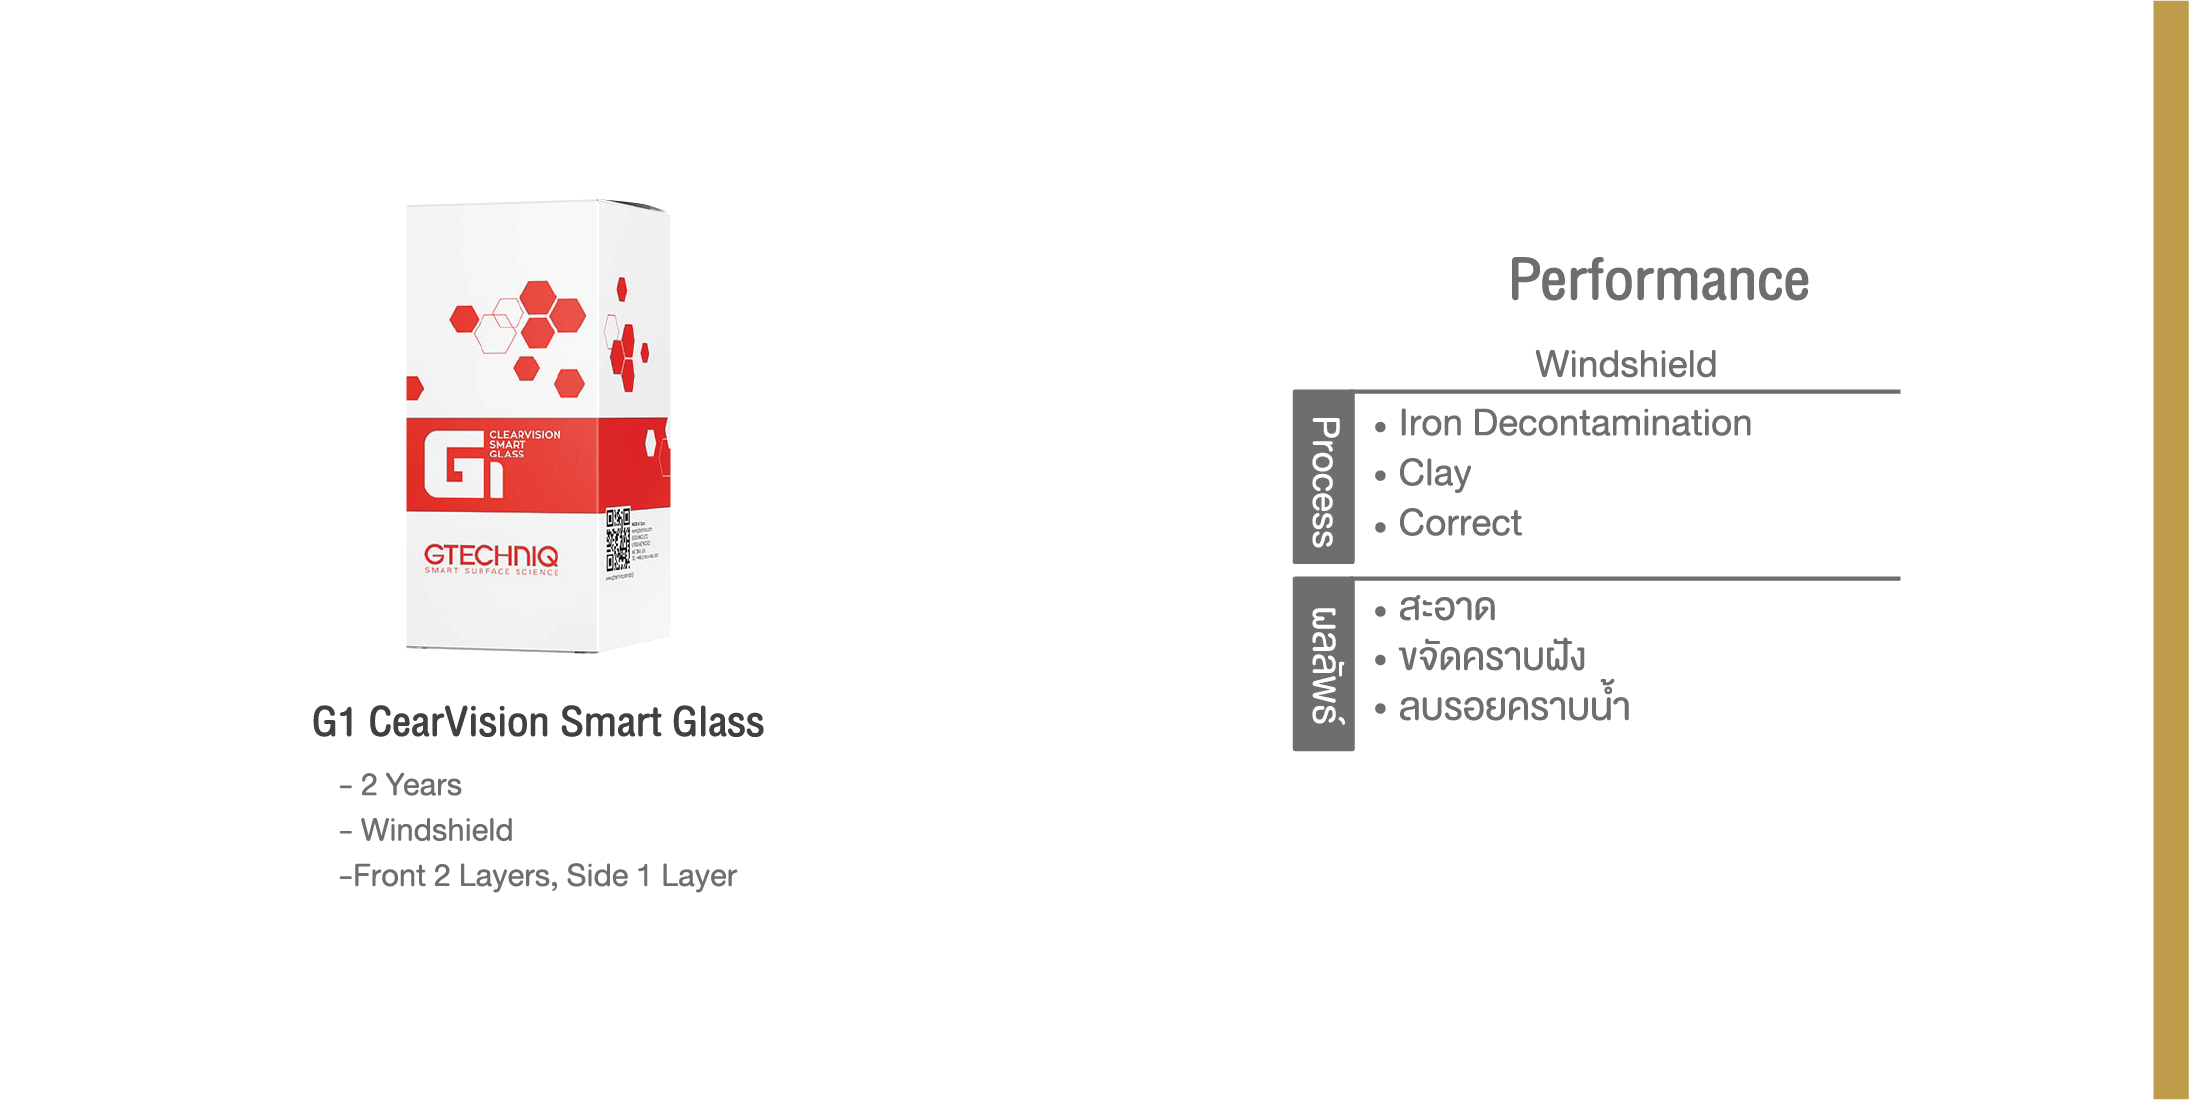 CLEARVISION
SMART
GLASS
G1
GTECHNIQ
SMART SURFACE SCIENCE
G1 CearVision Smart Glass
- 2 Years
- Windshield
-Front 2 Layers, Side 1 Layer
Performance
Windshield
Process
• Iron Decontamination
• Clay
• Correct
ผลลัพธ์
• สะอาด
• ขจัดคราบฝัง
• ลบรอยคราบน้ำ